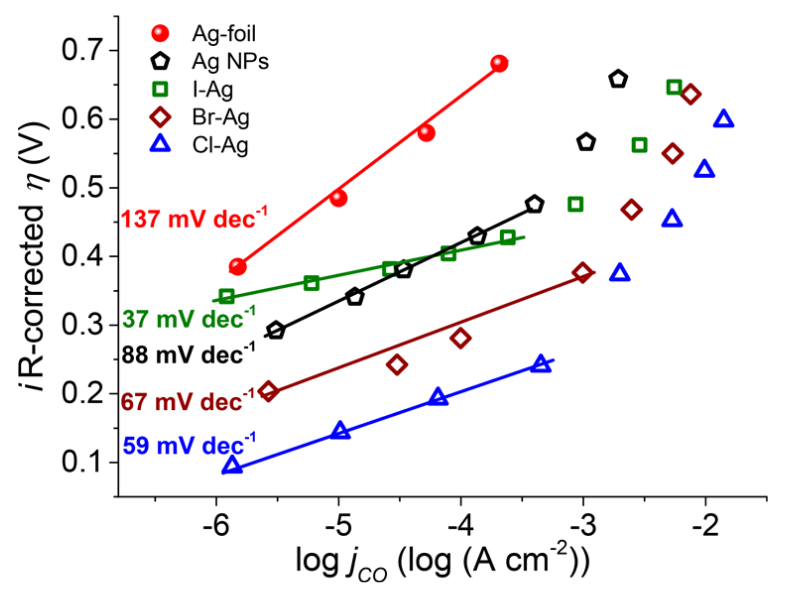 Ag-foil
Ag NPs
I-Ag
Br-Ag
Cl-Ag
0.7
0.6
0.5
0.4
0.3
0.2
0.1
iR-corrected η (V)
137 mV dec⁻¹
37 mV dec⁻¹
88 mV dec⁻¹
67 mV dec⁻¹
59 mV dec⁻¹
-6 -5 -4 -3 -2
log j_CO (log (A cm⁻²))